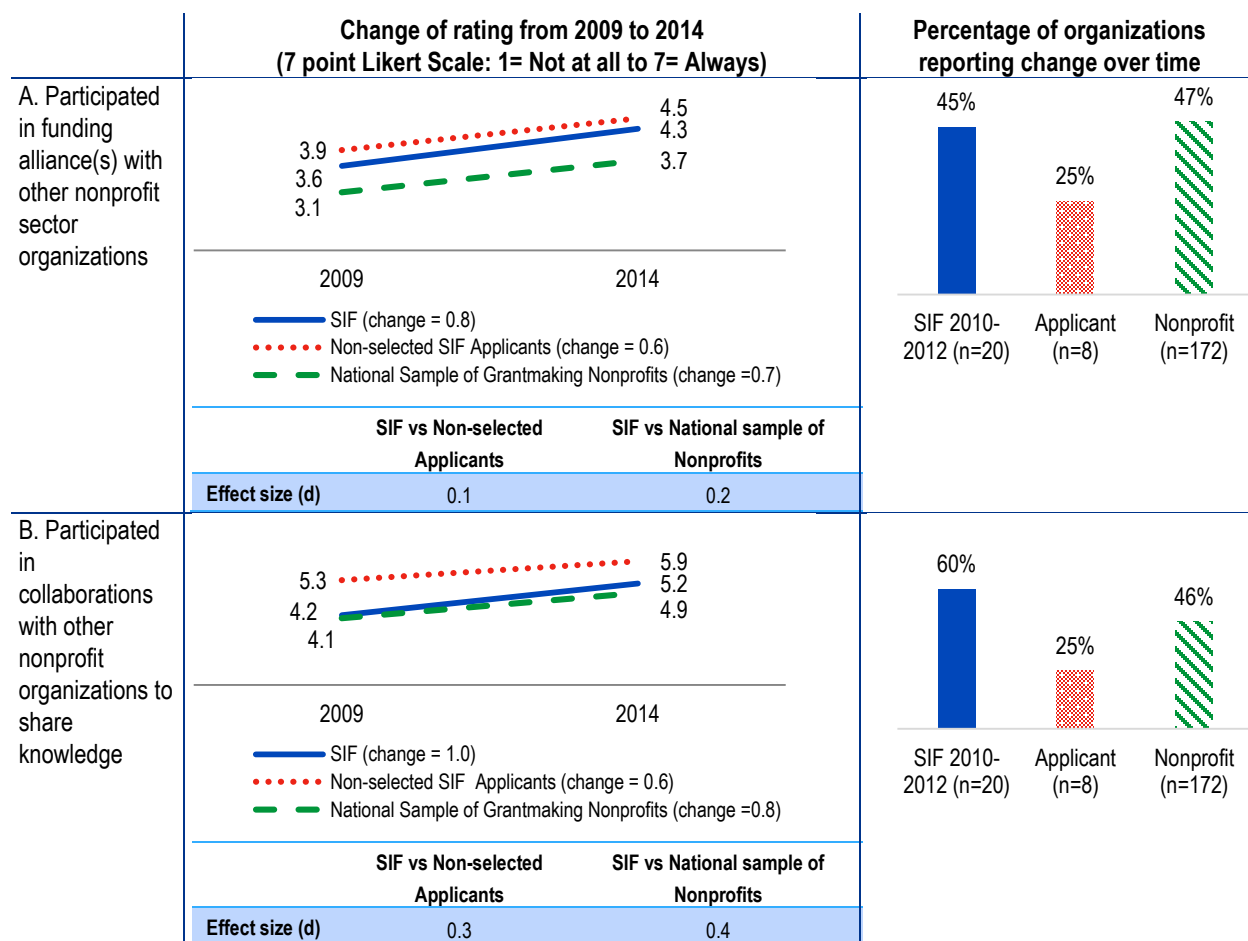 Change of rating from 2009 to 2014
(7 point Likert Scale: 1= Not at all to 7= Always)
Percentage of organizations
reporting change over time
A. Participated
in funding
alliance(s) with
other nonprofit
sector
organizations
3.9
3.6
3.1
4.5
4.3
3.7
2009
2014
SIF (change = 0.8)
Non-selected SIF Applicants (change = 0.6)
National Sample of Grantmaking Nonprofits (change =0.7)
SIF vs Non-selected
Applicants
SIF vs National sample of
Nonprofits
Effect size (d)
0.1
0.2
45%
25%
47%
SIF 2010-
2012 (n=20)
Applicant
(n=8)
Nonprofit
(n=172)
B. Participated
in
collaborations
with other
nonprofit
organizations to
share
knowledge
5.3
4.2
4.1
5.9
5.2
4.9
2009
2014
SIF (change = 1.0)
Non-selected SIF  Applicants (change = 0.6)
National Sample of Grantmaking Nonprofits (change =0.8)
SIF vs Non-selected
Applicants
SIF vs National sample of
Nonprofits
Effect size (d)
0.3
0.4
60%
25%
46%
SIF 2010-
2012 (n=20)
Applicant
(n=8)
Nonprofit
(n=172)